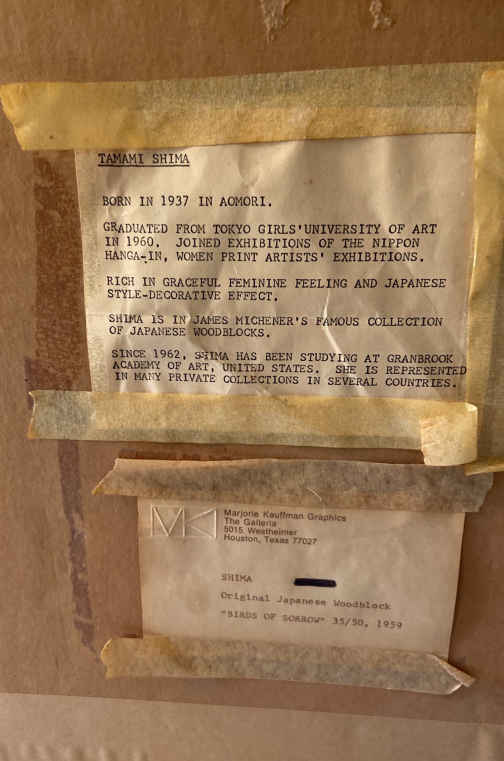 TAMAMI SHIMA
BORN IN 1937 IN AOMORI.
GRADUATED FROM TOKYO GIRLS'UNIVERSITY OF ART
IN 1960. JOINED EXHIBITIONS OF THE NIPPON
HANGA-IN, WOMEN PRINT ARTISTS' EXHIBITIONS.
RICH IN GRACEFUL FEMININE FEELING AND JAPANESE
STYLE-DECORATIVE EFFECT.
SHIMA IS IN JAMES MICHENER'S FAMOUS COLLECTION
OF JAPANESE WOODBLOCKS.
SINCE 1962, SHIMA HAS BEEN STUDYING AT GRANBROOK
ACADEMY OF ART, UNITED STATES. SHE IS REPRESENTED
IN MANY PRIVATE COLLECTIONS IN SEVERAL COUNTRIES.
MK
Marjorie Kauffman Graphics
The Galleria
5015 Westheimer
Houston, Texas 77027
SHIMA
Original Japanese Woodblock
"BIRDS OF SORROW" 35/50, 1959